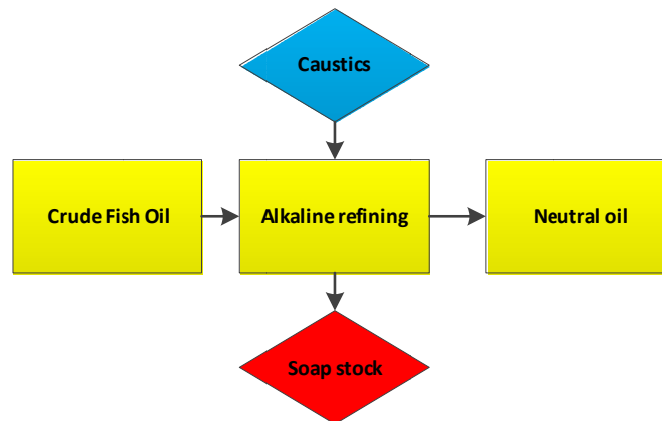 Caustics
Crude Fish Oil
Alkaline refining
Neutral oil
Soap stock